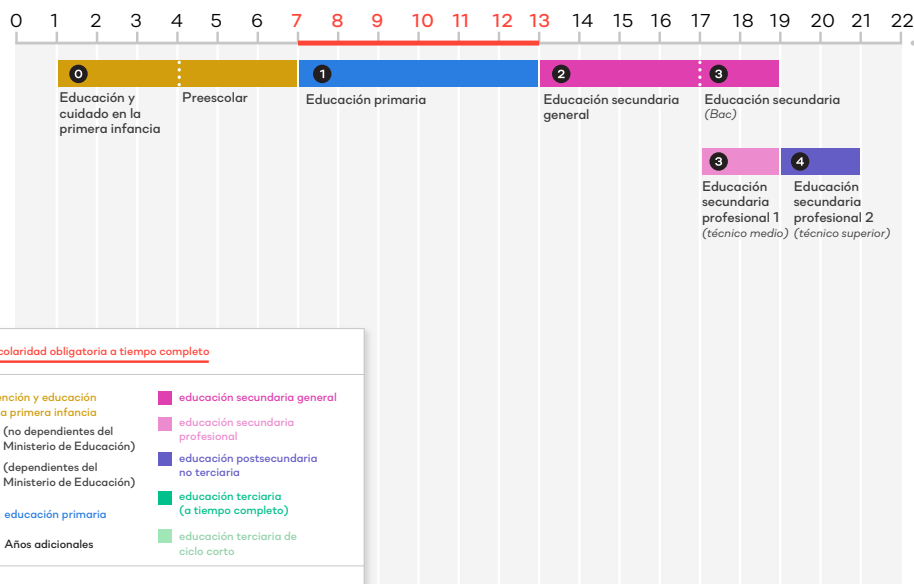 0 1 2 3 4 5 6 7 8 9 10 11 12 13 14 15 16 17 18 19 20 21 22
0
1
2
3
Educación y
cuidado en la
primera infancia
Preescolar
Educación primaria
Educación secundaria
general
Educación secundaria
(Bac)
3
4
Educación
secundaria
profesional 1
(técnico medio)
Educación
secundaria
profesional 2
(técnico superior)
colaridad obligatoria a tiempo completo
nción y educación
a primera infancia
(no dependientes del
Ministerio de Educación)
(dependientes del
Ministerio de Educación)
educación primaria
Años adicionales
educación secundaria general
educación secundaria
profesional
educación postsecundaria
no terciaria
educación terciaria
(a tiempo completo)
educación terciaria de
ciclo corto